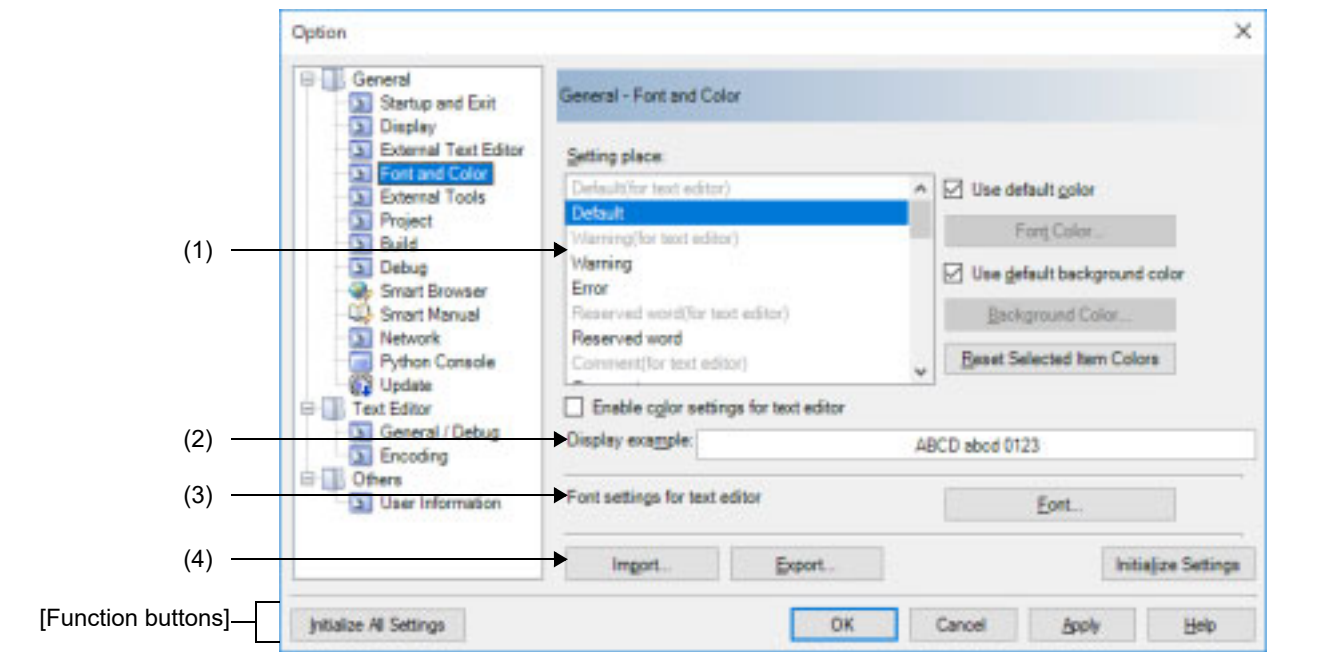 Option
General
Startup and Exit
Display
External Text Editor
Font and Color
External Tools
Project
Build
Debug
Smart Browser
Smart Manual
Network
Python Console
Update
Text Editor
General / Debug
Encoding
Others
User Information
General - Font and Color
Setting place:
Default(for text editor)
Default
Warning(for text editor)
Warning
Error
Reserved word(for text editor)
Reserved word
Comment(for text editor)
Use default color
Font Color...
Use default background color
Background Color...
Reset Selected Item Colors
Enable color settings for text editor
Display example:
ABCD abcd 0123
Font settings for text editor
Font...
Import...
Export...
Initialize Settings
Initialize All Settings
OK
Cancel
Apply
Help
(1)
(2)
(3)
(4)
[Function buttons]